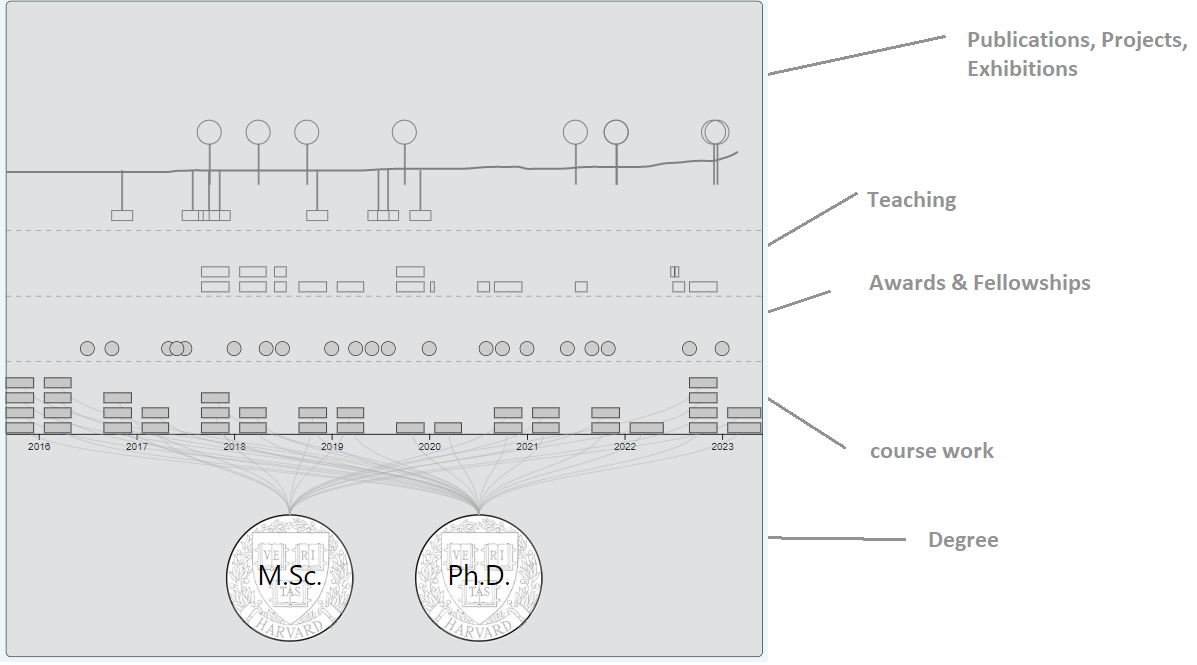 Publications, Projects,
Exhibitions
Teaching
Awards & Fellowships
course work
2016 2017 2018 2019 2020 2021 2022 2023
Degree
VE RI VE RI
M.Sc. Ph.D.
TAS TAS
HARVARD HARVARD